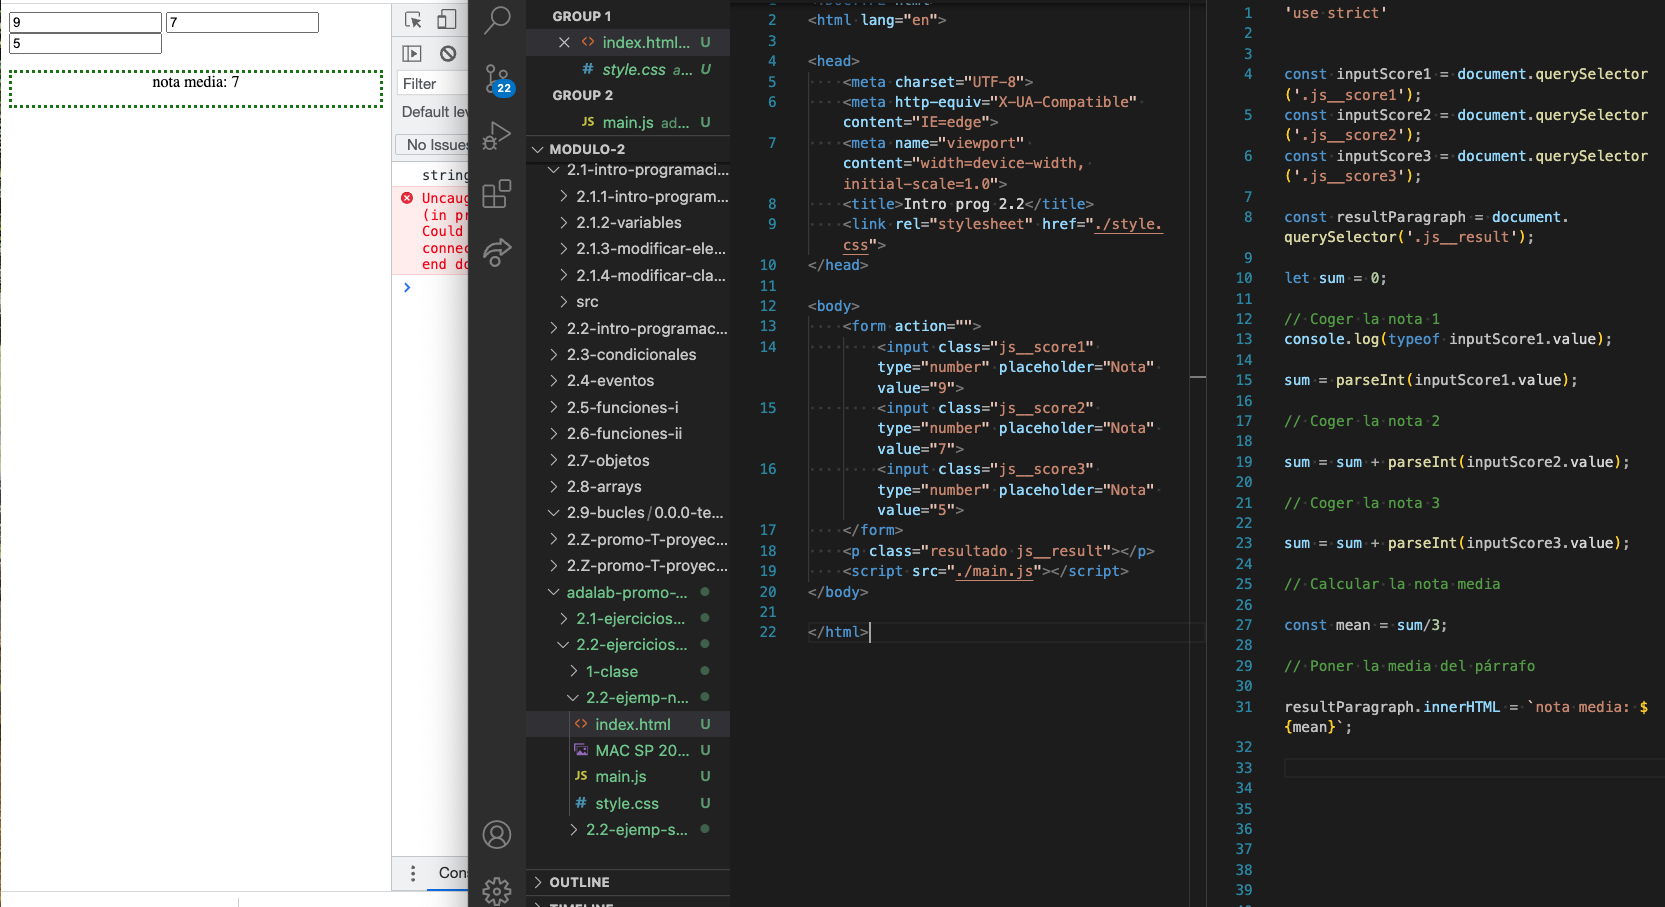 9
7
5
nota media: 7
Filter
Default lev
No Issues
string
Uncaug
(in pr
Could
connec
end do
Cons
22
GROUP 1
index.html... U
# style.css a... U
GROUP 2
JS main.js ad... U
MODULO-2
2.1-intro-programaci...
2.1.1-intro-program...
2.1.2-variables
2.1.3-modificar-ele...
2.1.4-modificar-cla...
src
2.2-intro-programac...
2.3-condicionales
2.4-eventos
2.5-funciones-i
2.6-funciones-ii
2.7-objetos
2.8-arrays
2.9-bucles/0.0.0-te...
2.Z-promo-T-proyec...
2.Z-promo-T-proyec...
adalab-promo-...
2.1-ejercicios...
2.2-ejercicios...
1-clase
2.2-ejemp-n...
index.html U
MAC SP 20... U
JS main.js U
# style.css U
2.2-ejemp-s...
OUTLINE
TIMELINE
2 <html lang="en">
3
4 <head>
5 <meta charset="UTF-8">
6 <meta http-equiv="X-UA-Compatible"
content="IE=edge">
7 <meta name="viewport"
content="width=device-width,
initial-scale=1.0">
8 <title>Intro prog 2.2</title>
9 <link rel="stylesheet" href="./style.
css">
10 </head>
11
12 <body>
13 <form action="">
14 <input class="js__score1"
type="number" placeholder="Nota"
value="9">
15 <input class="js__score2"
type="number" placeholder="Nota"
value="7">
16 <input class="js__score3"
type="number" placeholder="Nota"
value="5">
17 </form>
18 <p class="resultado js__result"></p>
19 <script src="./main.js"></script>
20 </body>
21
22 </html>
1 'use strict'
2
3
4 const inputScore1 = document.querySelector
('.js__score1');
5 const inputScore2 = document.querySelector
('.js__score2');
6 const inputScore3 = document.querySelector
('.js__score3');
7
8 const resultParagraph = document.
querySelector('.js__result');
9
10 let sum = 0;
11
12 // Coger la nota 1
13 console.log(typeof inputScore1.value);
14
15 sum = parseInt(inputScore1.value);
16
17 // Coger la nota 2
18
19 sum = sum + parseInt(inputScore2.value);
20
21 // Coger la nota 3
22
23 sum = sum + parseInt(inputScore3.value);
24
25 // Calcular la nota media
26
27 const mean = sum/3;
28
29 // Poner la media del párrafo
30
31 resultParagraph.innerHTML = `nota media: $
{mean}`;
32
33
34
35
36
37
38
39